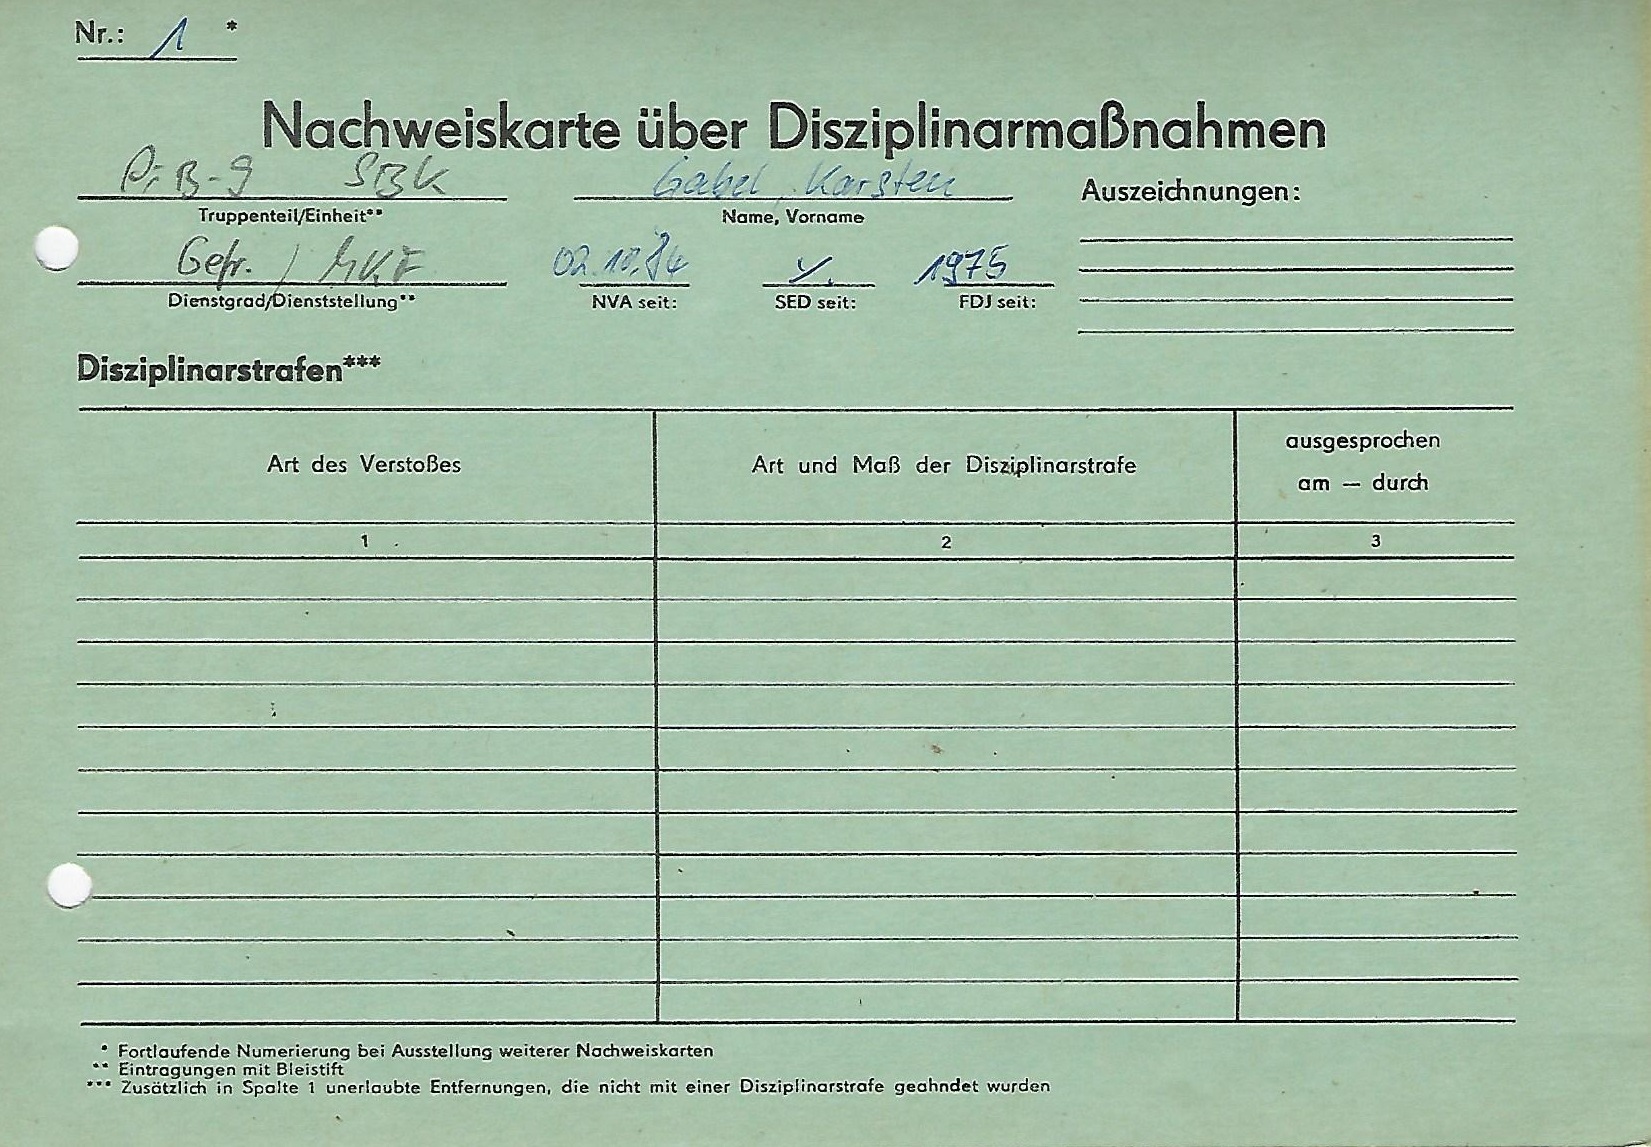 Nr.: 1 *
Nachweiskarte über Disziplinarmaßnahmen
Pi B-9 SBK Gabel, Karsten Auszeichnungen:
Truppenteil/Einheit** Name, Vorname
Gefr. / MKF 02.10.84 1975
Dienstgrad/Dienststellung** NVA seit: SED seit: FDJ seit:
Disziplinarstrafen***
Art des Verstoßes Art und Maß der Disziplinarstrafe ausgesprochen
am — durch
1 2 3
* Fortlaufende Numerierung bei Ausstellung weiterer Nachweiskarten
** Eintragungen mit Bleistift
*** Zusätzlich in Spalte 1 unerlaubte Entfernungen, die nicht mit einer Disziplinarstrafe geahndet wurden